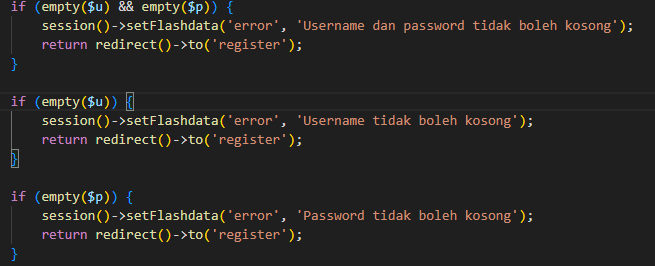 if (empty($u) && empty($p)) {
    session()->setFlashdata('error', 'Username dan password tidak boleh kosong');
    return redirect()->to('register');
}
if (empty($u)) {
    session()->setFlashdata('error', 'Username tidak boleh kosong');
    return redirect()->to('register');
}
if (empty($p)) {
    session()->setFlashdata('error', 'Password tidak boleh kosong');
    return redirect()->to('register');
}